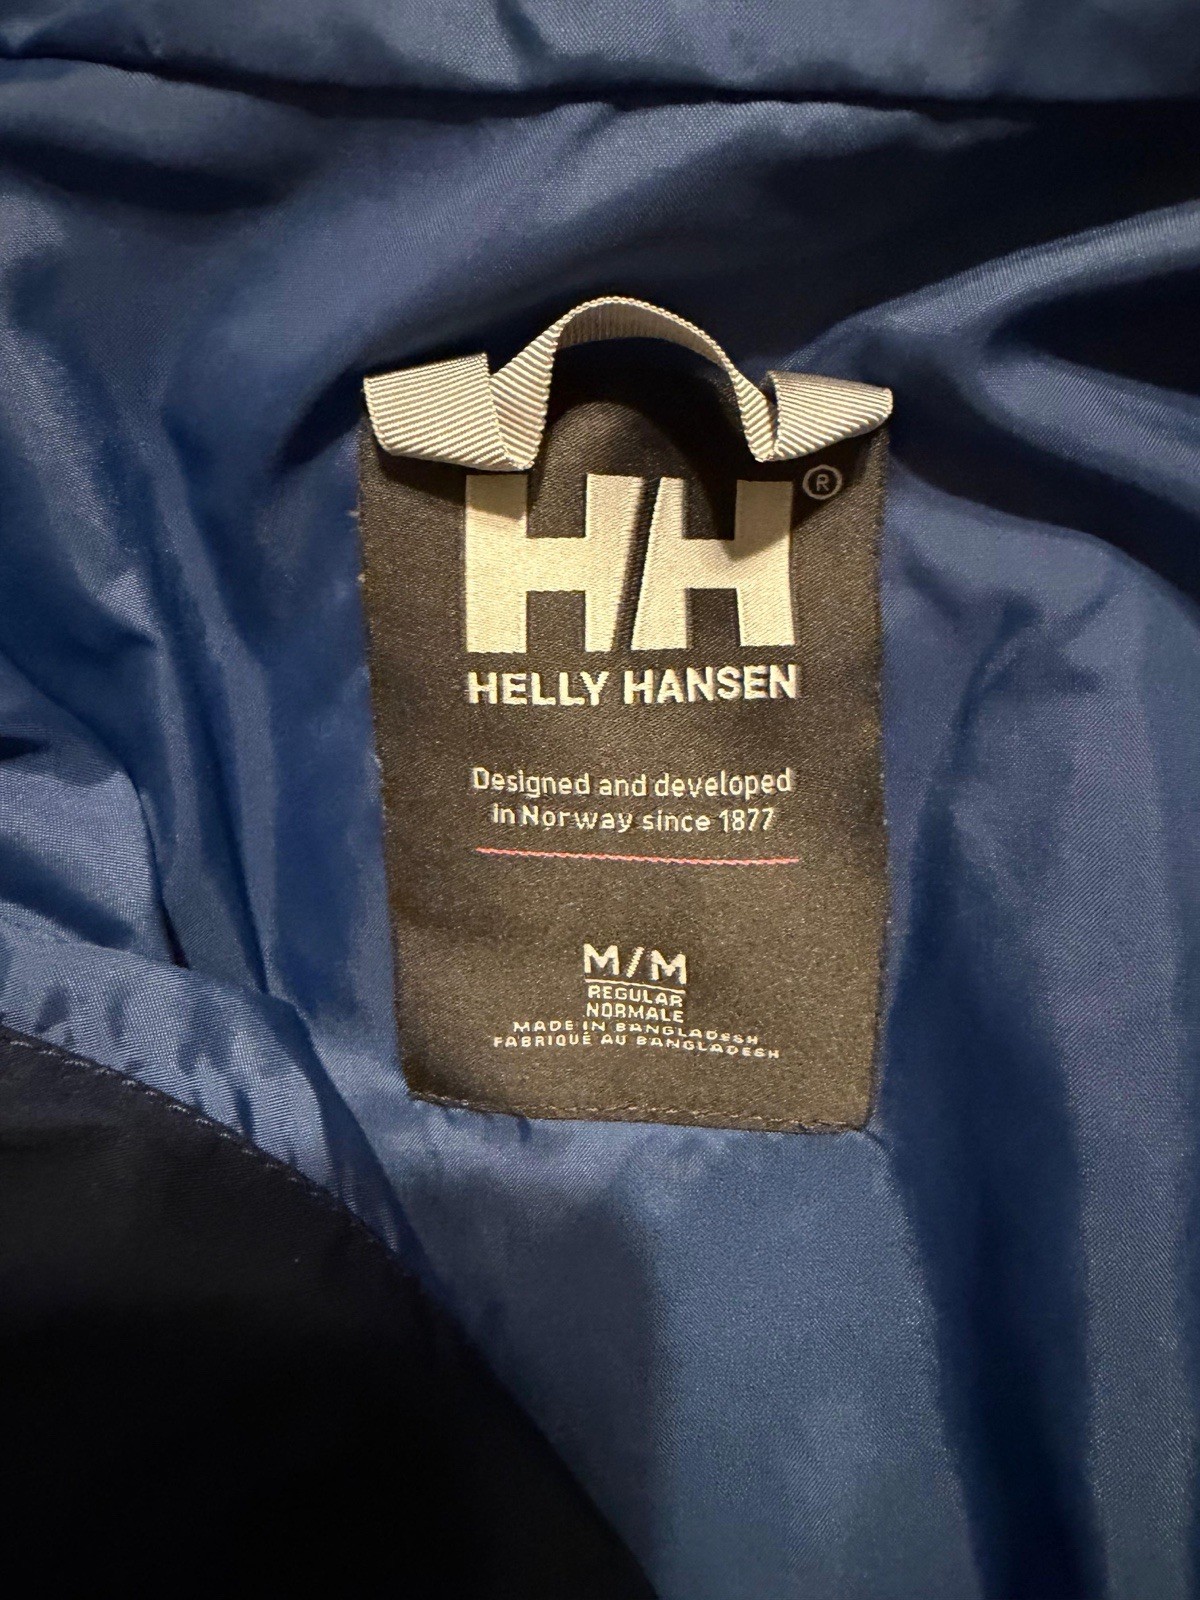 HH ®
HELLY HANSEN
Designed and developed
in Norway since 1877
M/M
REGULAR
NORMALE
MADE IN BANGLADESH
FABRIQUÉ AU BANGLADESH